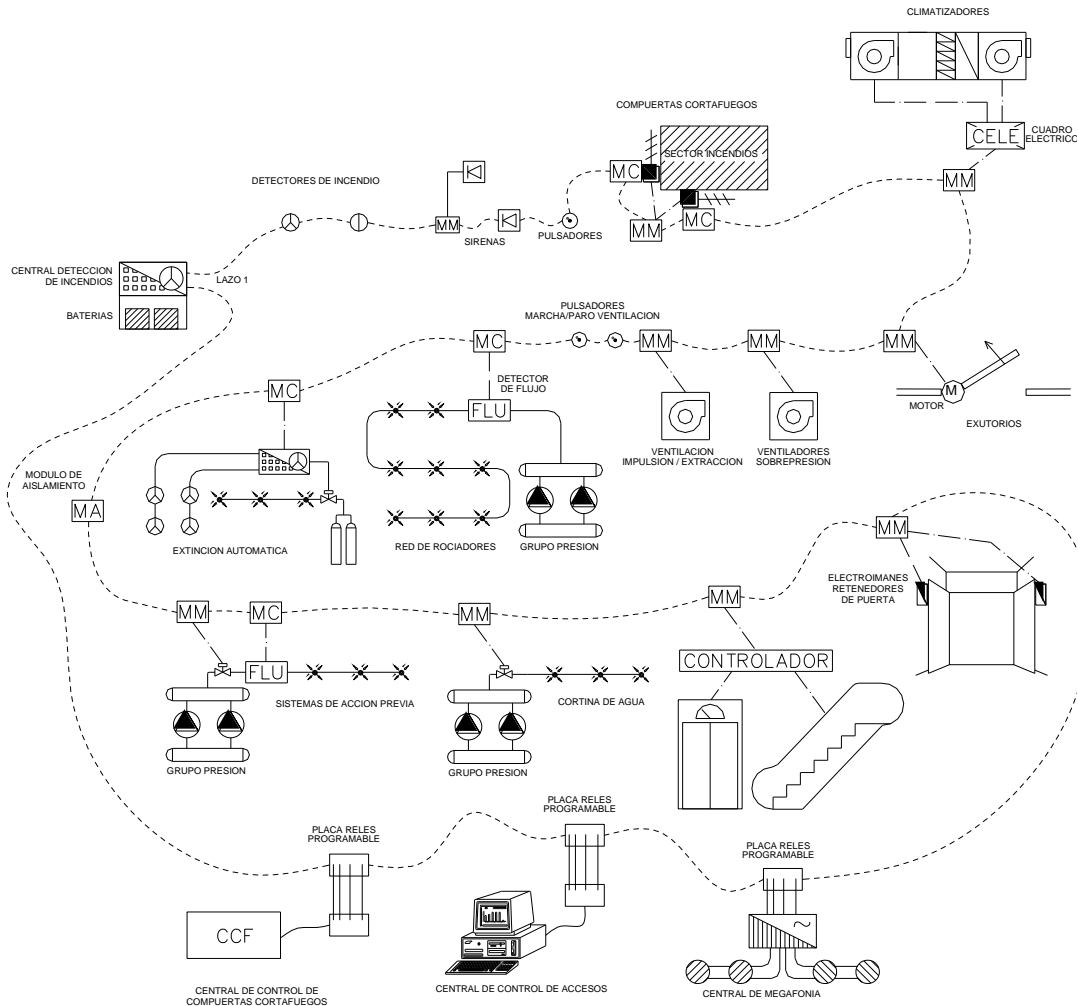 CLIMATIZADORES
COMPUERTAS CORTAFUEGOS
CELE
CUADRO
ELECTRICO
SECTOR INCENDIOS
MC
MM
DETECTORES DE INCENDIO
MM
MM
MC
SIRENAS
PULSADORES
CENTRAL DETECCION
DE INCENDIOS
LAZO 1
BATERIAS
PULSADORES
MARCHA/PARO VENTILACION
MC
MM
MM
MM
MC
DETECTOR
DE FLUJO
FLU
M
MOTOR
EXUTORIOS
VENTILACION
IMPULSION / EXTRACCION
VENTILADORES
SOBREPRESION
MODULO DE
AISLAMIENTO
MA
EXTINCION AUTOMATICA
RED DE ROCIADORES
GRUPO PRESION
MM
ELECTROIMANES
RETENEDORES
DE PUERTA
MM
MC
MM
MM
CONTROLADOR
FLU
SISTEMAS DE ACCION PREVIA
CORTINA DE AGUA
GRUPO PRESION
GRUPO PRESION
PLACA RELES
PROGRAMABLE
PLACA RELES
PROGRAMABLE
PLACA RELES
PROGRAMABLE
CCF
CENTRAL DE CONTROL DE
COMPUERTAS CORTAFUEGOS
CENTRAL DE CONTROL DE ACCESOS
CENTRAL DE MEGAFONIA